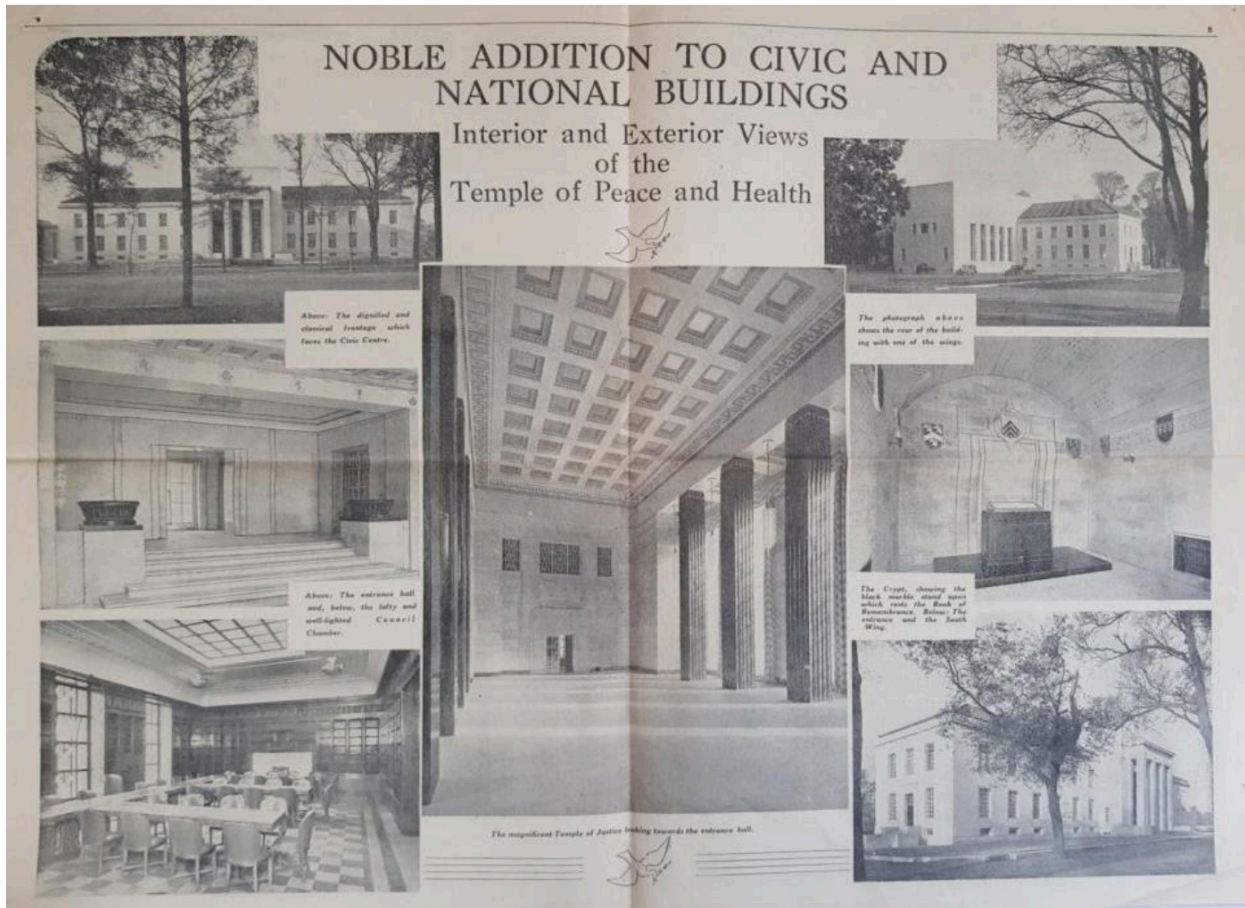 NOBLE ADDITION TO CIVIC AND
NATIONAL BUILDINGS
Interior and Exterior Views
of the
Temple of Peace and Health
Above: The dignified and
classical frontage which
faces the Civic Centre.
The photograph above
shows the rear of the build-
ing with one of the wings.
Above: The entrance hall
and, below, the lofty and
well-lighted Council
Chamber.
The Crypt, showing the
black marble stand upon
which rests the Book of
Remembrance. Below: The
entrance and the South
Wing.
The magnificent Temple of Justice looking towards the entrance hall.